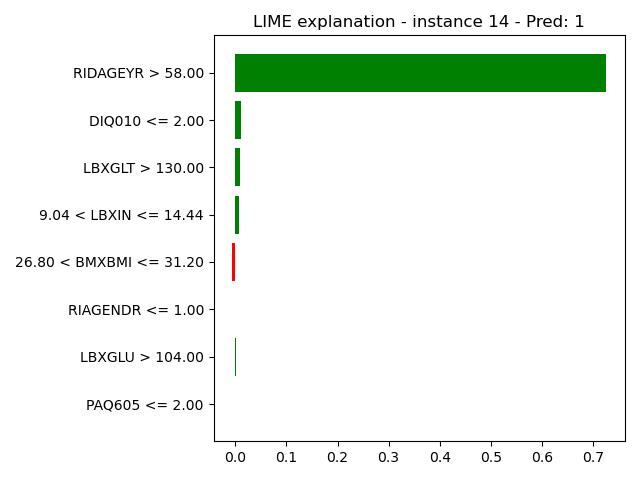 LIME explanation - instance 14 - Pred: 1
RIDAGEYR > 58.00
DIQ010 <= 2.00
LBXGLT > 130.00
9.04 < LBXIN <= 14.44
26.80 < BMXBMI <= 31.20
RIAGENDR <= 1.00
LBXGLU > 104.00
PAQ605 <= 2.00
0.0 0.1 0.2 0.3 0.4 0.5 0.6 0.7